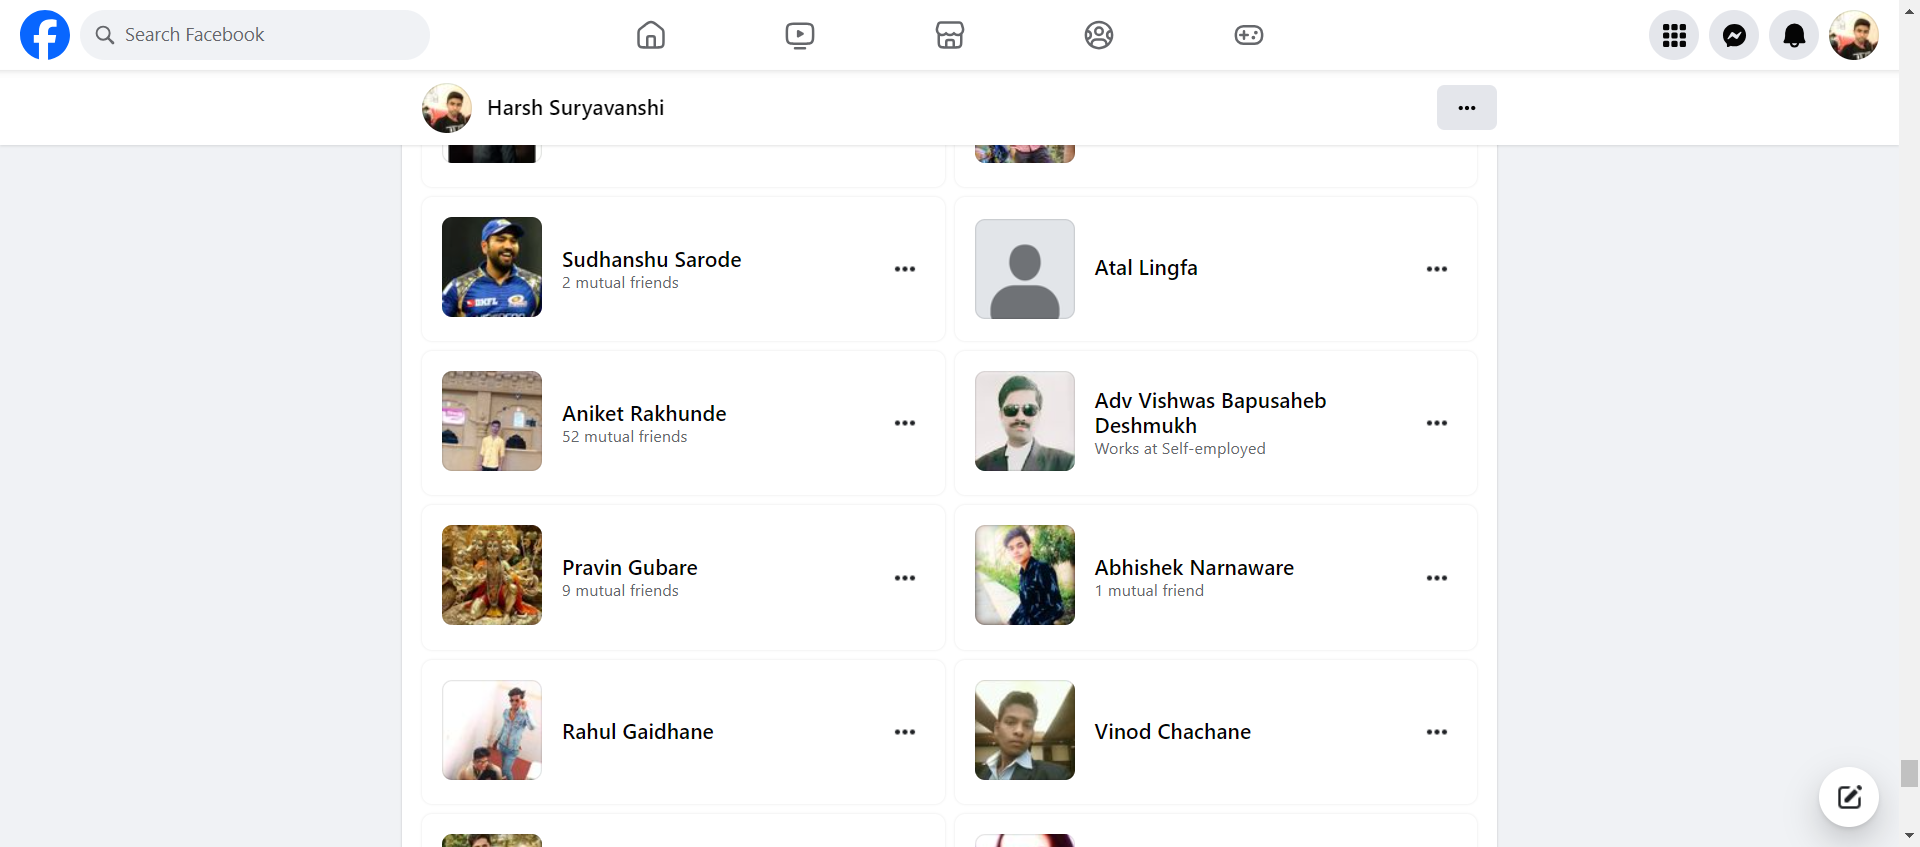 Search Facebook
Harsh Suryavanshi
Sudhanshu Sarode
2 mutual friends
Atal Lingfa
Aniket Rakhunde
52 mutual friends
Adv Vishwas Bapusaheb
Deshmukh
Works at Self-employed
Pravin Gubare
9 mutual friends
Abhishek Narnaware
1 mutual friend
Rahul Gaidhane
Vinod Chachane